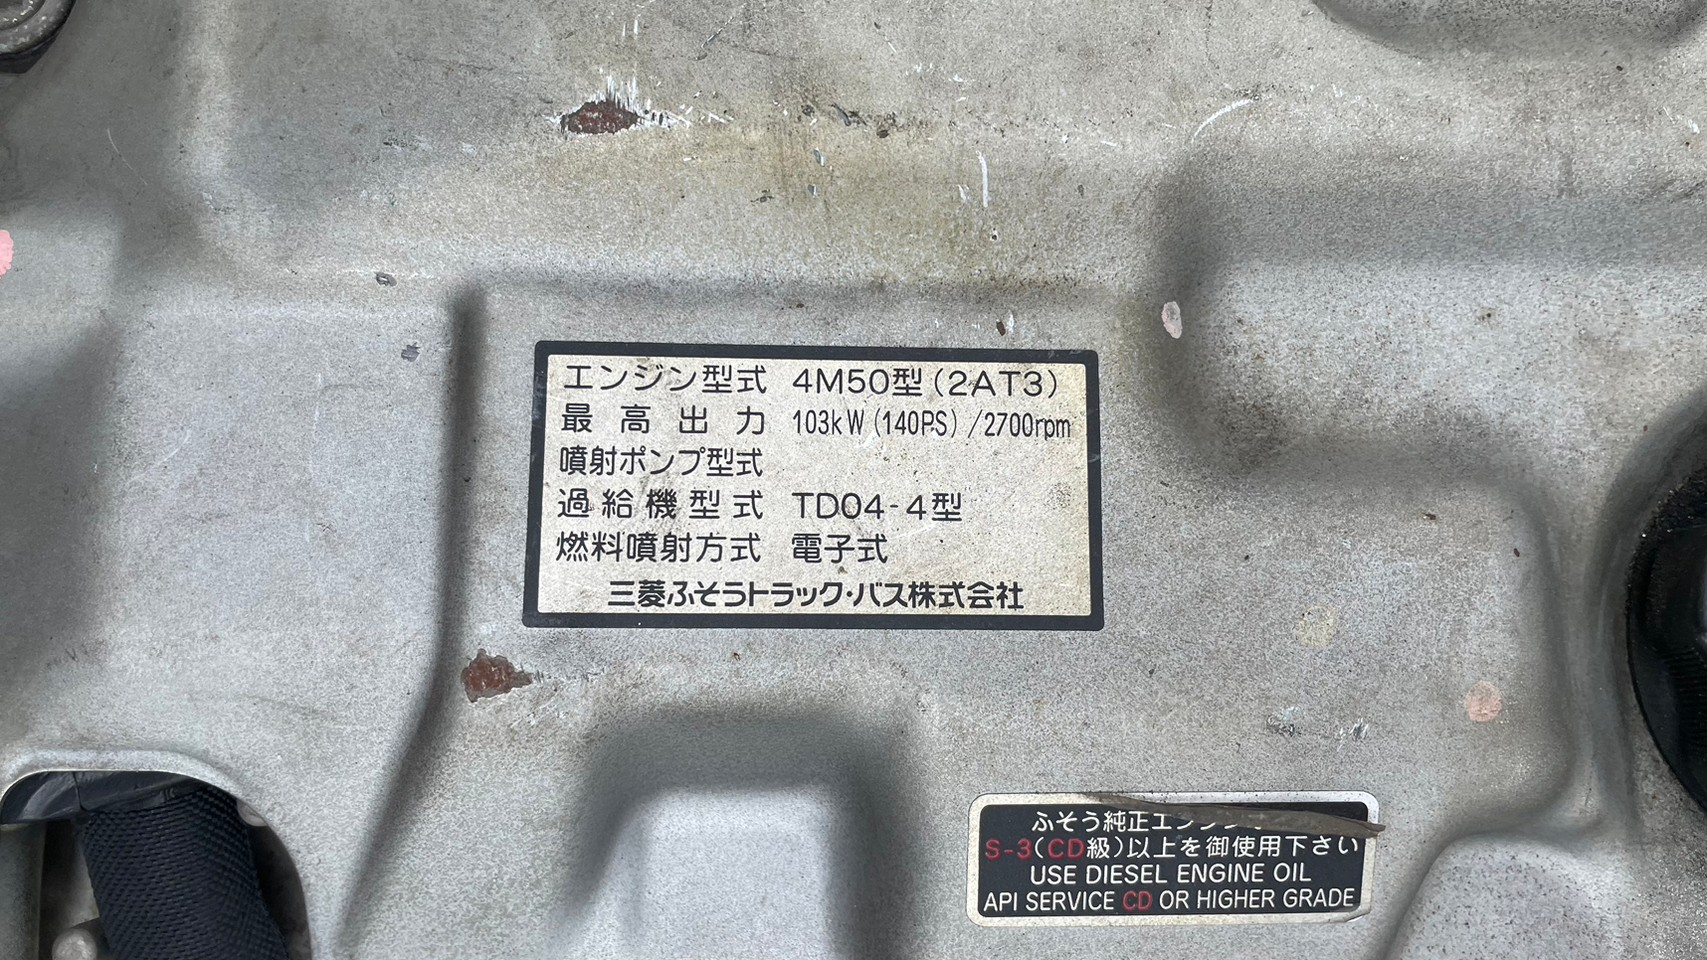 エンジン型式 4M50型(2AT3)
最高出力 103kW(140PS)/2700rpm
噴射ポンプ型式
過給機型式 TD04-4型
燃料噴射方式 電子式
三菱ふそうトラック・バス株式会社
ふそう純正エンジン
S-3(CD級)以上を御使用下さい
USE DIESEL ENGINE OIL
API SERVICE CD OR HIGHER GRADE